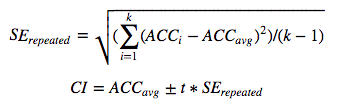 SE_repeated = √((∑_{i=1}^{k}(ACC_i − ACC_avg)²)/(k − 1)
CI = ACC_avg ± t * SE_repeated